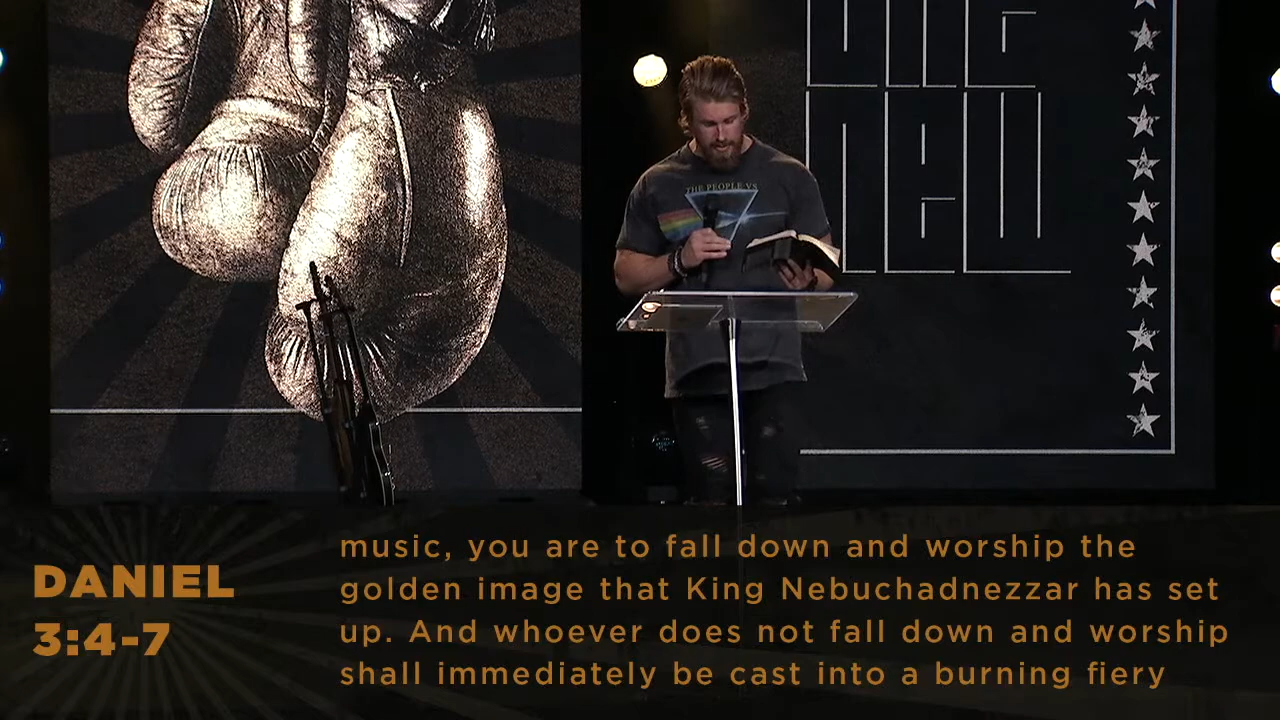 THE PEOPLE VS
neu
DANIEL
3:4-7
music, you are to fall down and worship the
golden image that King Nebuchadnezzar has set
up. And whoever does not fall down and worship
shall immediately be cast into a burning fiery